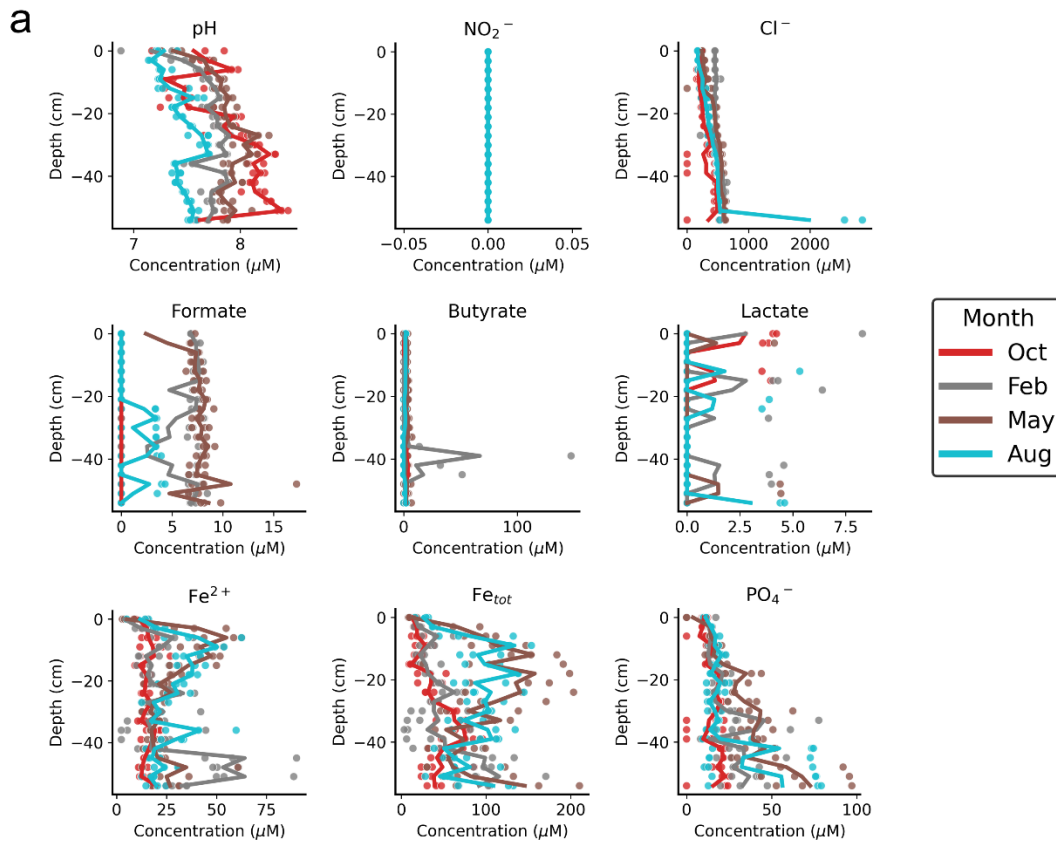 a
pH NO₂⁻ Cl⁻
0 0 0
−20 −20 −20
−40 −40 −40
Depth (cm) Depth (cm) Depth (cm)
7 8 −0.05 0.00 0.05 0 1000 2000
Concentration (μM) Concentration (μM) Concentration (μM)
Formate Butyrate Lactate
0 0 0
−20 −20 −20
−40 −40 −40
Depth (cm) Depth (cm) Depth (cm)
0 5 10 15 0 100 0.0 2.5 5.0 7.5
Concentration (μM) Concentration (μM) Concentration (μM)
Month
Oct
Feb
May
Aug
Fe²⁺ Fe_tot PO₄⁻
0 0 0
−20 −20 −20
−40 −40 −40
Depth (cm) Depth (cm) Depth (cm)
0 25 50 75 0 100 200 0 50 100
Concentration (μM) Concentration (μM) Concentration (μM)